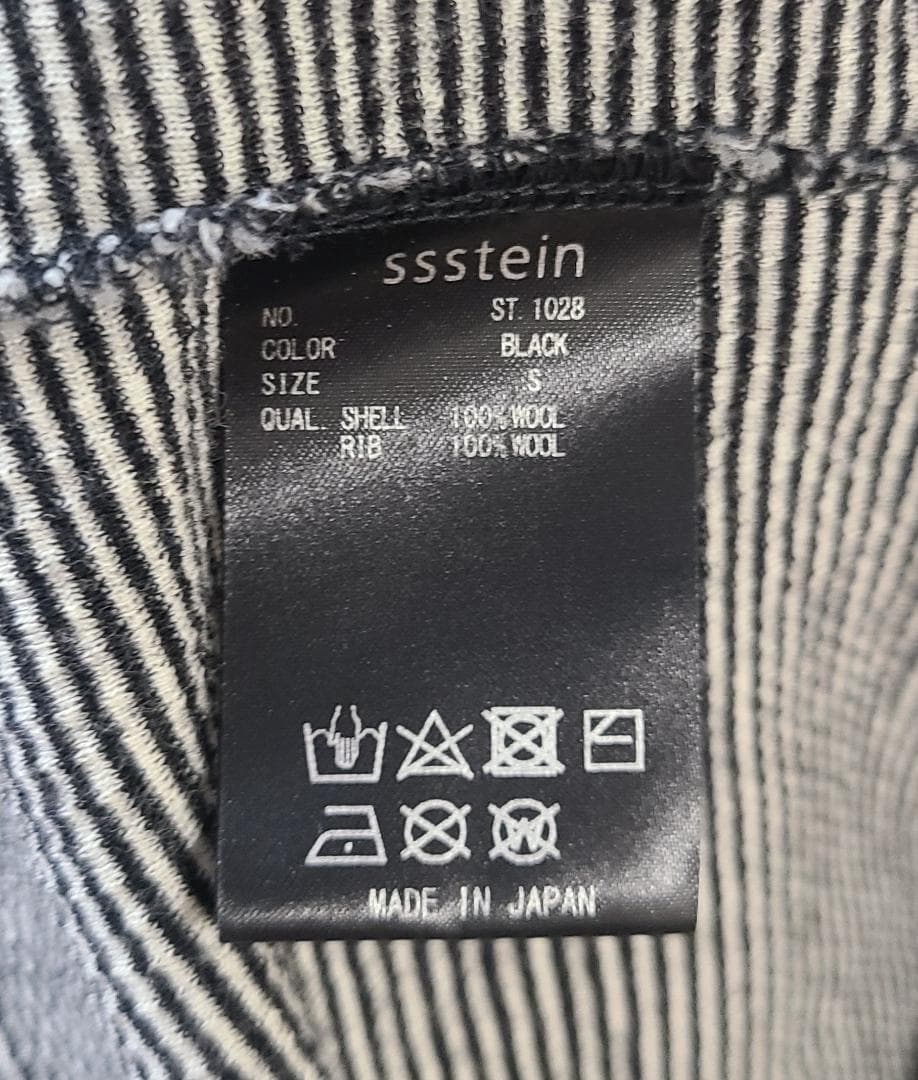 ssstein
NO. ST. 1028
COLOR BLACK
SIZE S
QUAL. SHELL 100%WOOL
RIB 100%WOOL
W
MADE IN JAPAN